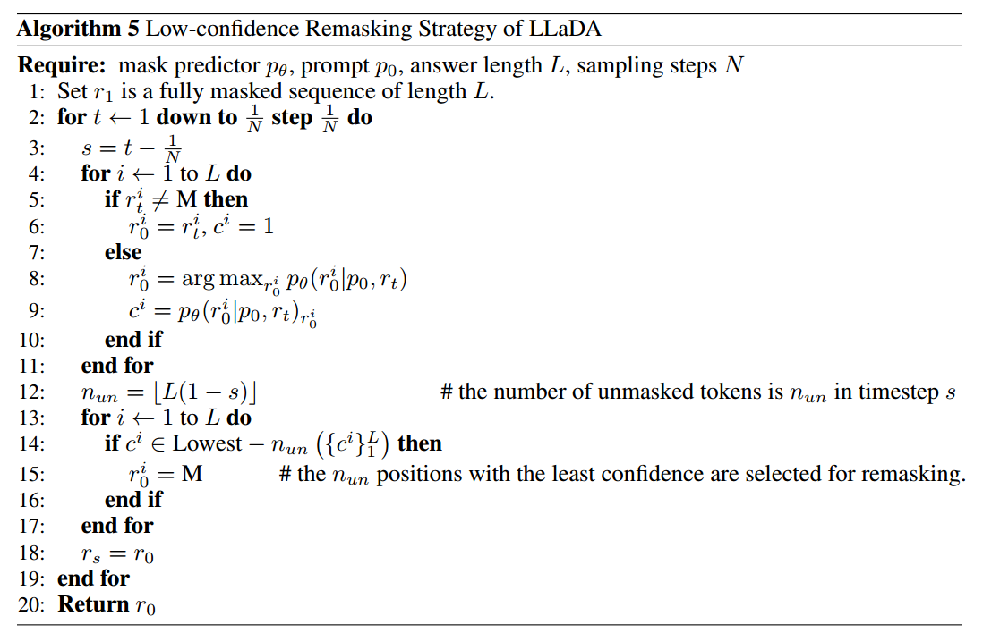 Algorithm 5 Low-confidence Remasking Strategy of LLaDA
Require: mask predictor $p_\theta$, prompt $p_0$, answer length $L$, sampling steps $N$
1: Set $r_1$ is a fully masked sequence of length $L$.
2: for $t \leftarrow 1$ down to $\frac{1}{N}$ step $\frac{1}{N}$ do
3: $s = t - \frac{1}{N}$
4: for $i \leftarrow 1$ to $L$ do
5: if $r_t^i \neq \text{M}$ then
6: $r_0^i = r_t^i, c^i = 1$
7: else
8: $r_0^i = \arg\max_{r_0^i} p_\theta(r_0^i|p_0, r_t)$
9: $c^i = p_\theta(r_0^i|p_0, r_t)_{r_0^i}$
10: end if
11: end for
12: $n_{un} = \lfloor L(1 - s) \rfloor$ # the number of unmasked tokens is $n_{un}$ in timestep $s$
13: for $i \leftarrow 1$ to $L$ do
14: if $c^i \in \text{Lowest} - n_{un} \left(\{c^i\}_1^L\right)$ then
15: $r_0^i = \text{M}$ # the $n_{un}$ positions with the least confidence are selected for remasking.
16: end if
17: end for
18: $r_s = r_0$
19: end for
20: Return $r_0$